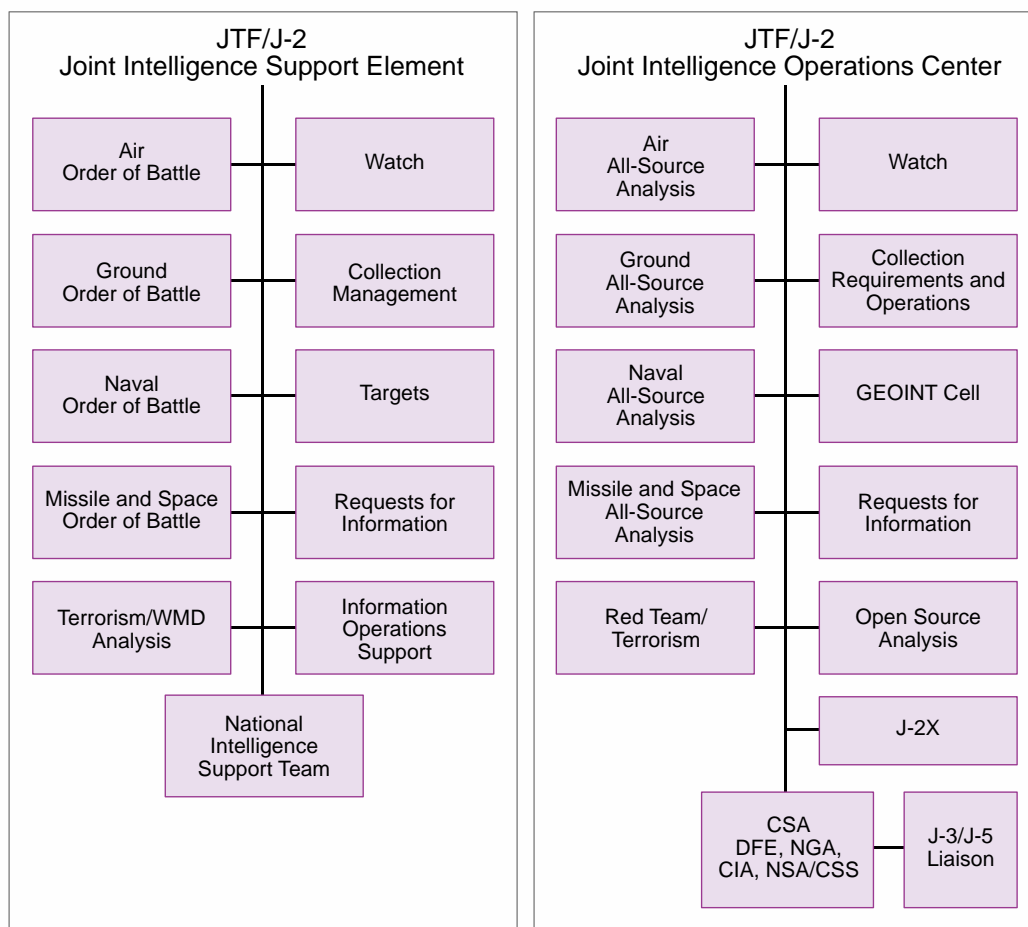 JTF/J-2
Joint Intelligence Support Element
Air
Order of Battle
Watch
Ground
Order of Battle
Collection
Management
Naval
Order of Battle
Targets
Missile and Space
Order of Battle
Requests for
Information
Terrorism/WMD
Analysis
Information
Operations
Support
National
Intelligence
Support Team
JTF/J-2
Joint Intelligence Operations Center
Air
All-Source
Analysis
Watch
Ground
All-Source
Analysis
Collection
Requirements and
Operations
Naval
All-Source
Analysis
GEOINT Cell
Missile and Space
All-Source
Analysis
Requests for
Information
Red Team/
Terrorism
Open Source
Analysis
J-2X
CSA
DFE, NGA,
CIA, NSA/CSS
J-3/J-5
Liaison